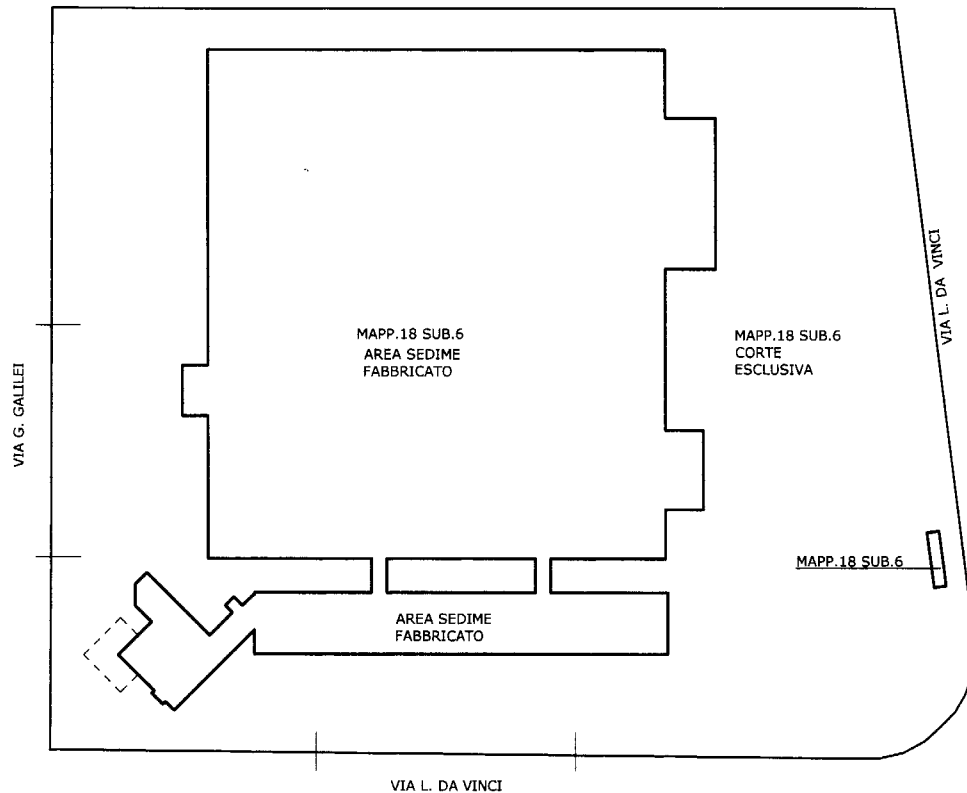 MAPP.18 SUB.6
AREA SEDIME
FABBRICATO
MAPP.18 SUB.6
CORTE
ESCLUSIVA
VIA L. DA VINCI
VIA G. GALILEI
MAPP.18 SUB.6
AREA SEDIME
FABBRICATO
VIA L. DA VINCI